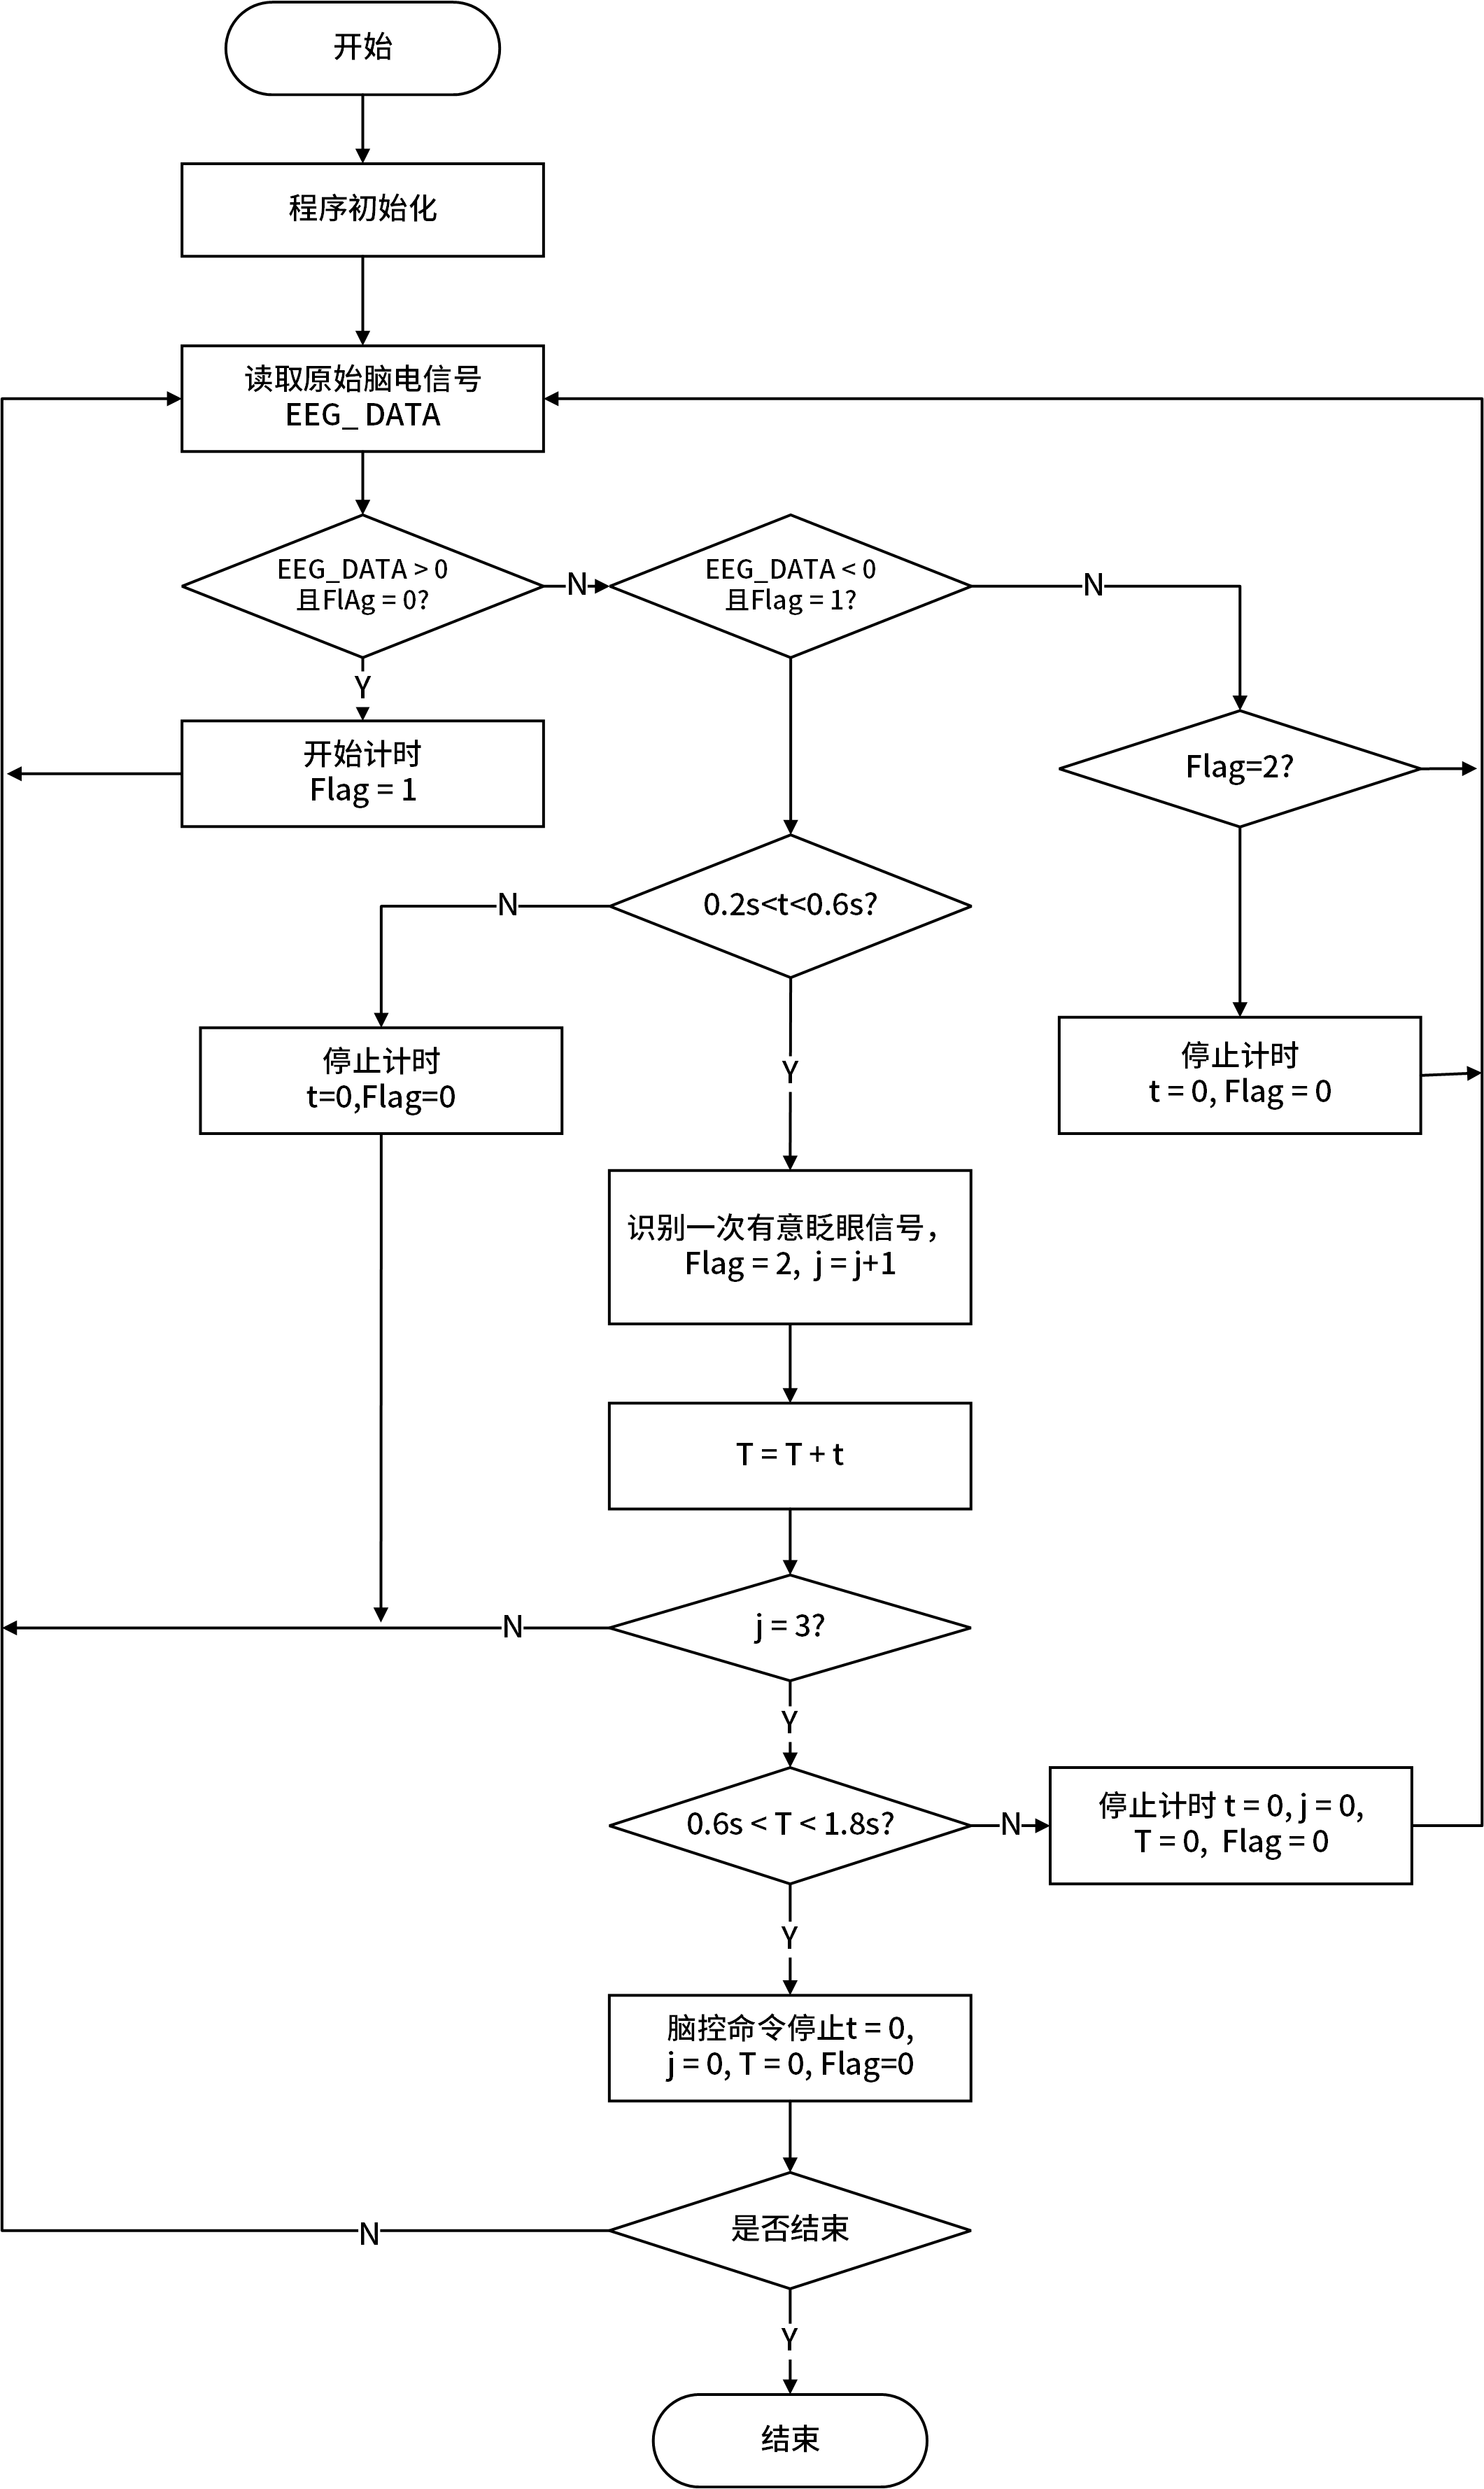 开始
程序初始化
读取原始脑电信号
EEG_ DATA
EEG_DATA > 0
且FlAg = 0?
N
EEG_DATA < 0
且Flag = 1?
N
Y
开始计时
Flag = 1
Flag=2?
N
0.2s<t<0.6s?
停止计时
t=0,Flag=0
Y
停止计时
t = 0, Flag = 0
识别一次有意眨眼信号，
Flag = 2,  j = j+1
T = T + t
N
j = 3?
Y
0.6s < T < 1.8s?
N
停止计时 t = 0, j = 0,
T = 0,  Flag = 0
Y
脑控命令停止t = 0,
j = 0, T = 0, Flag=0
N
是否结束
Y
结束